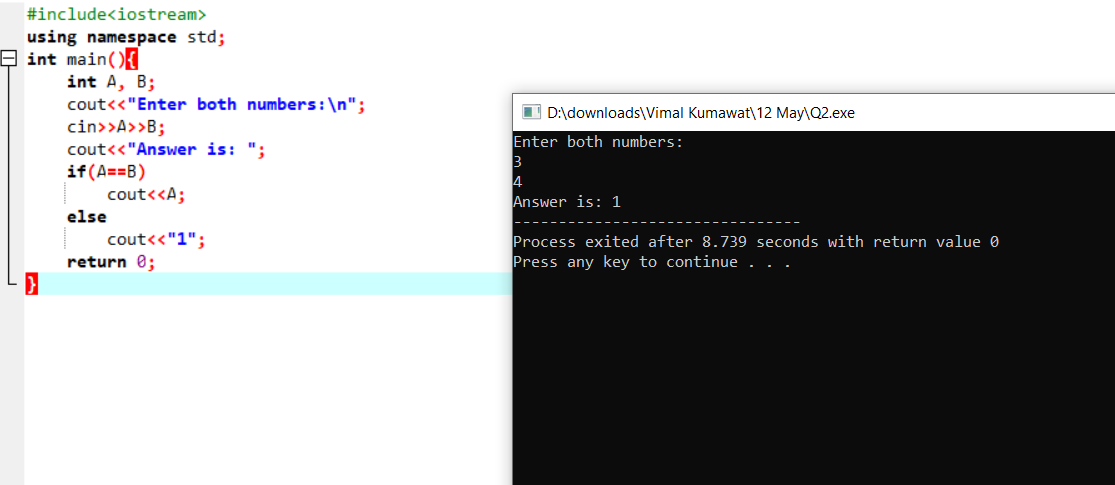 #include<iostream>
using namespace std;
int main(){
    int A, B;
    cout<<"Enter both numbers:\n";
    cin>>A>>B;
    cout<<"Answer is: ";
    if(A==B)
        cout<<A;
    else
        cout<<"1";
    return 0;
}
D:\downloads\Vimal Kumawat\12 May\Q2.exe
Enter both numbers:
3
4
Answer is: 1
--------------------------------
Process exited after 8.739 seconds with return value 0
Press any key to continue . . .